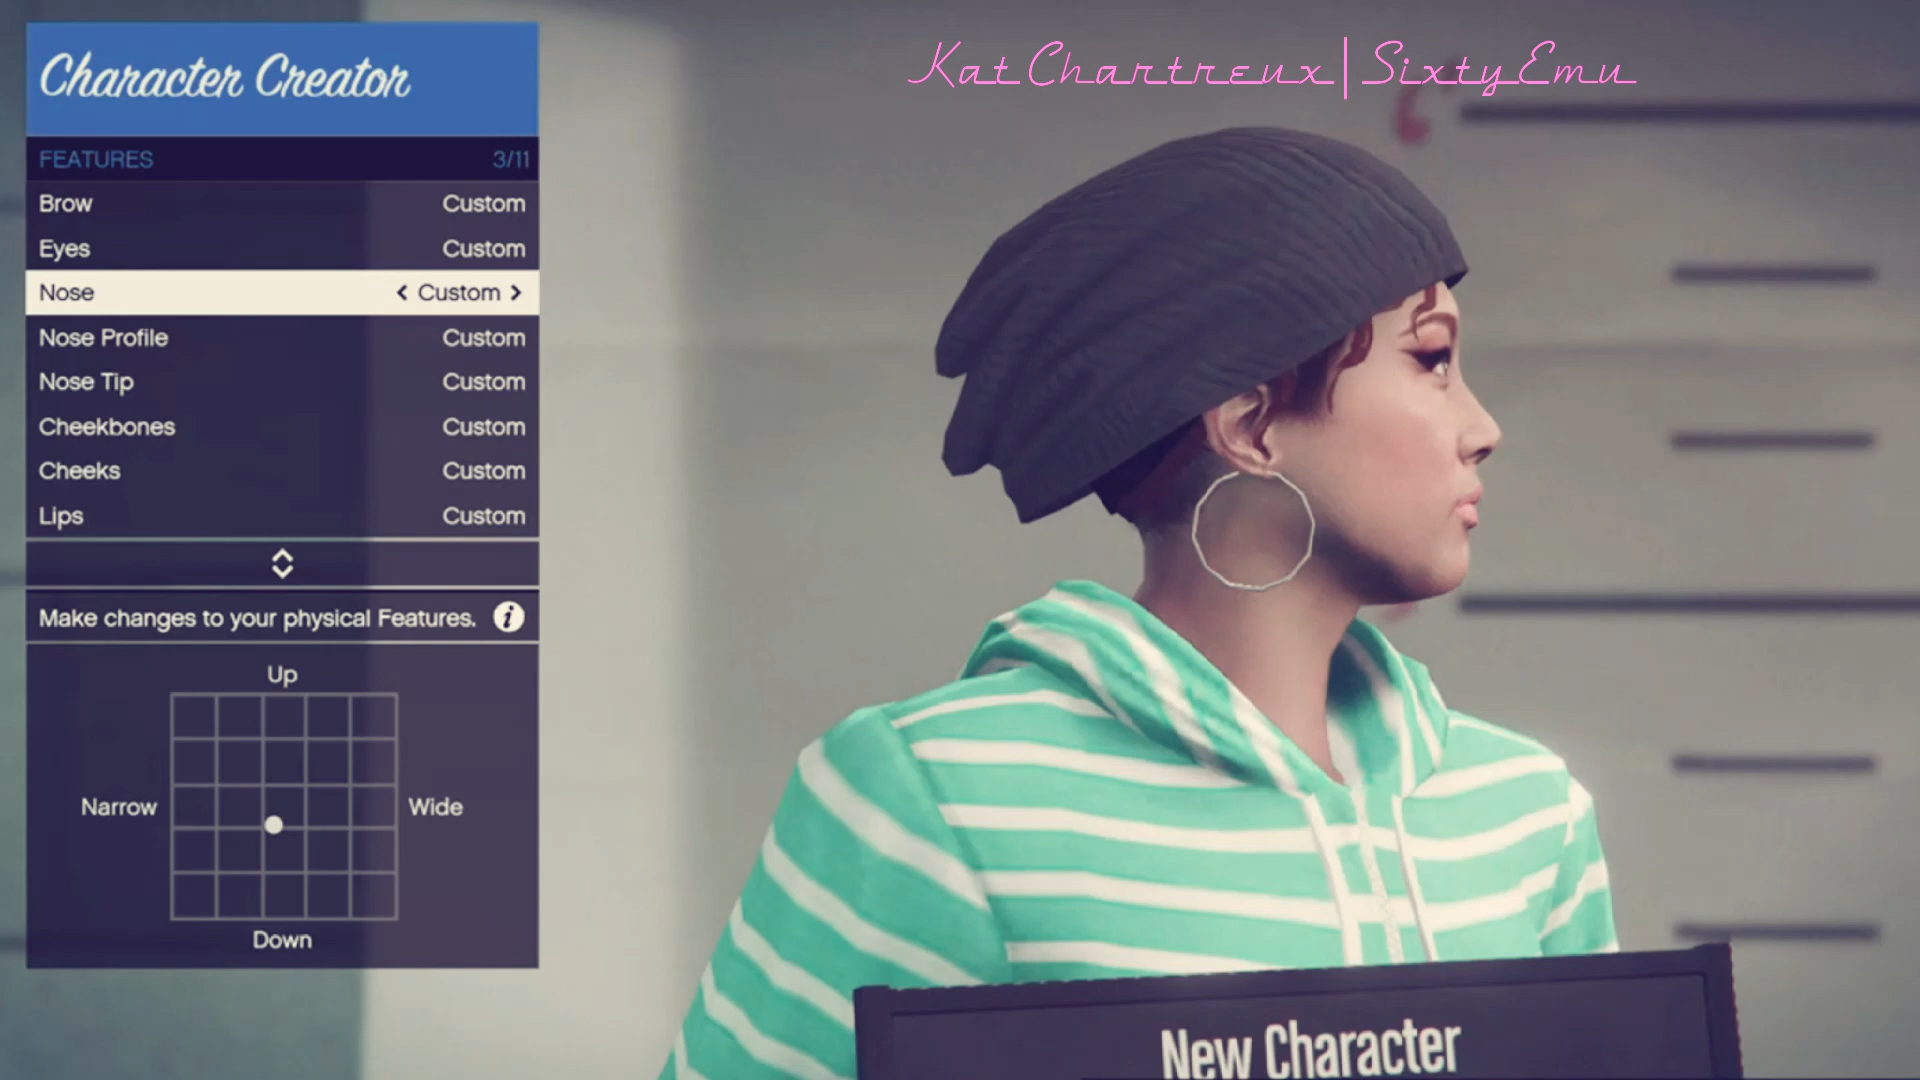 Kat Chartreux | SixtyEmu
Character Creator
FEATURES 3/11
Brow Custom
Eyes Custom
Nose < Custom >
Nose Profile Custom
Nose Tip Custom
Cheekbones Custom
Cheeks Custom
Lips Custom
Make changes to your physical Features. i
Up
Narrow Wide
Down
New Character